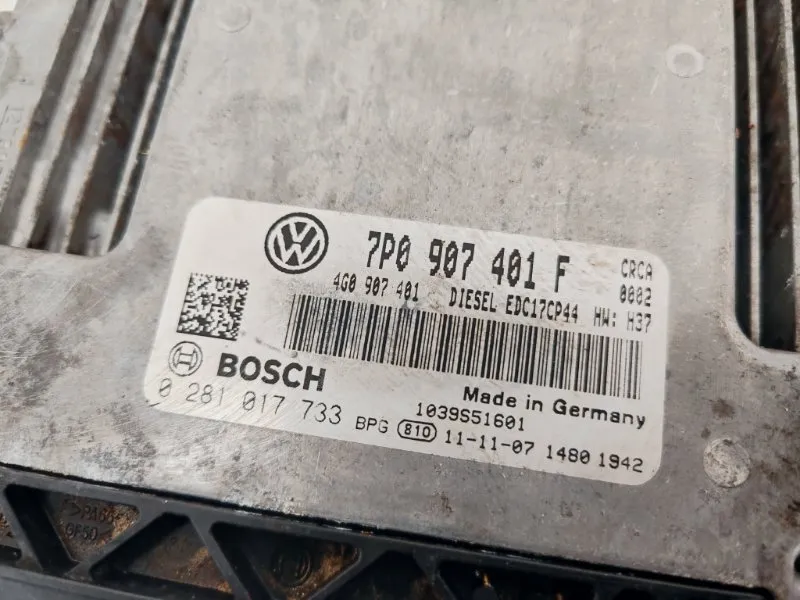 7P0 907 401 F
CRCA
0002
4G0 907 401 DIESEL EDC17CP44 HW: H37
BOSCH
Made in Germany
0 281 017 733
1039S51601
BPG 810 11-11-07 1480 1942